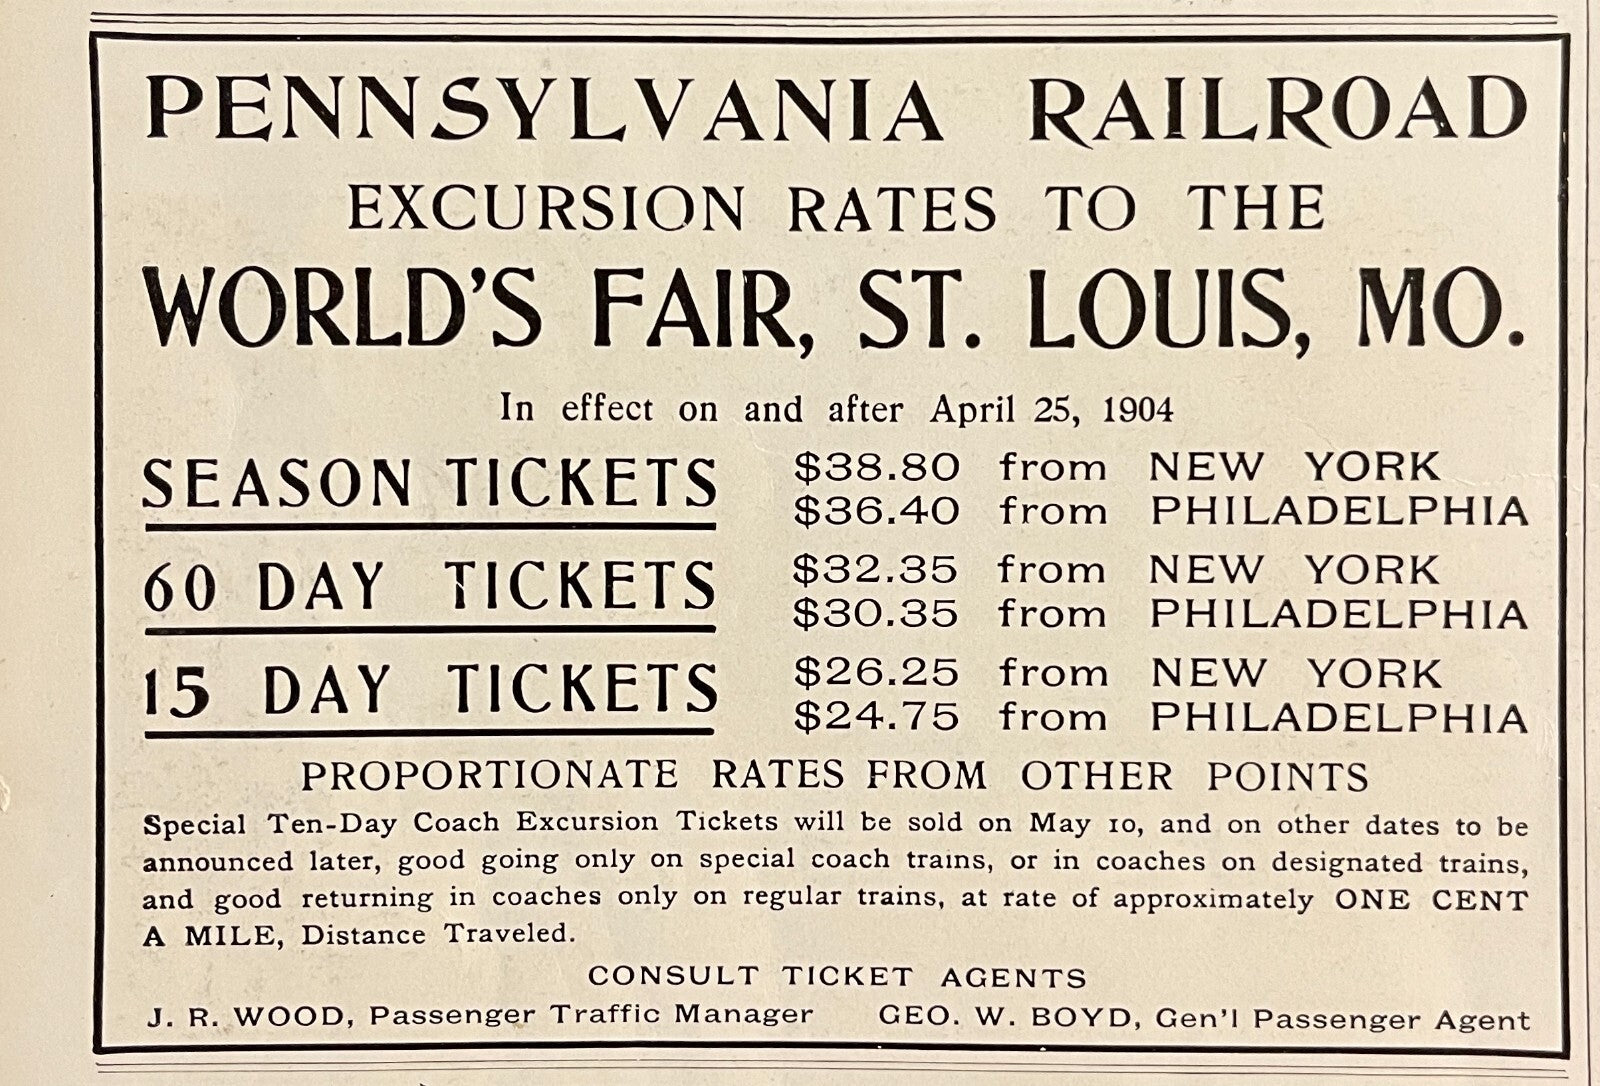 PENNSYLVANIA RAILROAD
EXCURSION RATES TO THE
WORLD'S FAIR, ST. LOUIS, MO.
In effect on and after April 25, 1904
SEASON TICKETS
$38.80 from NEW YORK
$36.40 from PHILADELPHIA
60 DAY TICKETS
$32.35 from NEW YORK
$30.35 from PHILADELPHIA
15 DAY TICKETS
$26.25 from NEW YORK
$24.75 from PHILADELPHIA
PROPORTIONATE RATES FROM OTHER POINTS
Special Ten-Day Coach Excursion Tickets will be sold on May 10, and on other dates to be
announced later, good going only on special coach trains, or in coaches on designated trains,
and good returning in coaches only on regular trains, at rate of approximately ONE CENT
A MILE, Distance Traveled.
CONSULT TICKET AGENTS
J. R. WOOD, Passenger Traffic Manager GEO. W. BOYD, Gen'l Passenger Agent